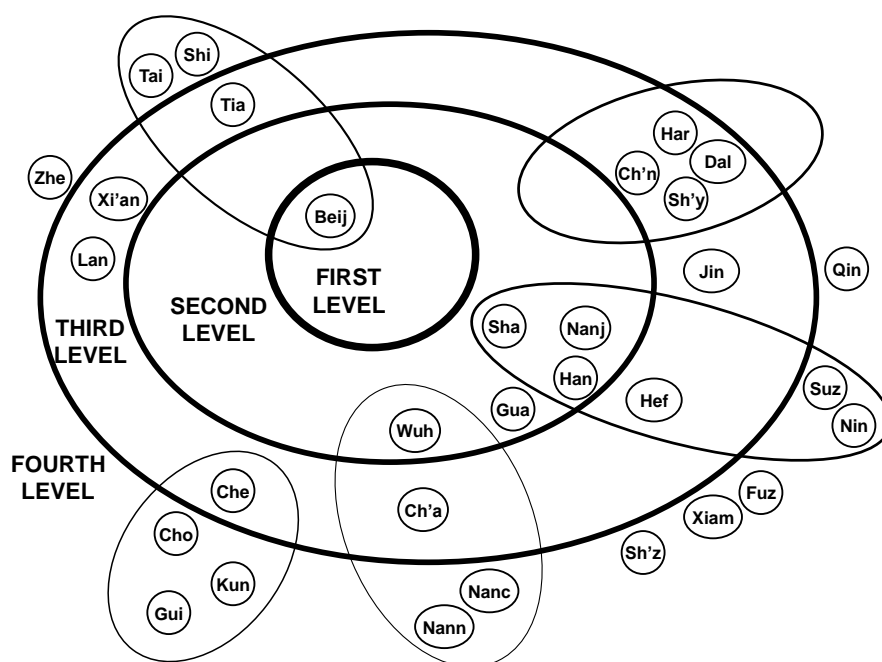 Shi
Tai
Tia
Har
Dal
Ch'n
Zhe
Xi'an
Sh'y
Beij
Lan
Jin
Qin
FIRST
LEVEL
SECOND
LEVEL
THIRD
LEVEL
Sha
Nanj
Han
Hef
Suz
Gua
Nin
Wuh
FOURTH
LEVEL
Che
Fuz
Ch'a
Xiam
Cho
Sh'z
Kun
Nanc
Gui
Nann